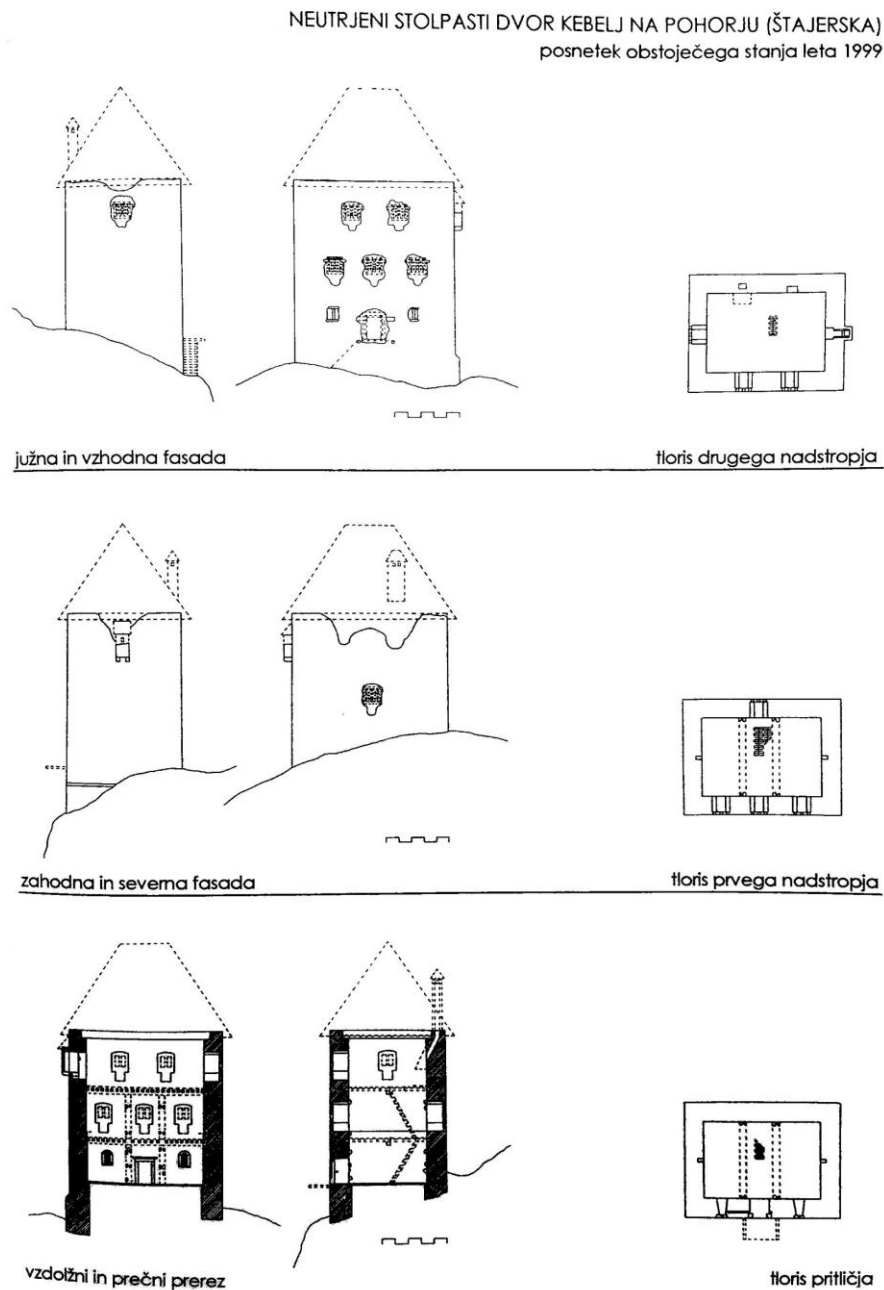 NEUTRJENI STOLPASTI DVOR KEBELJ NA POHORJU (ŠTAJERSKA)
posnetek obstoječega stanja leta 1999
južna in vzhodna fasada
tloris drugega nadstropja
zahodna in severna fasada
tloris prvega nadstropja
vzdolžni in prečni prerez
tloris pritličja